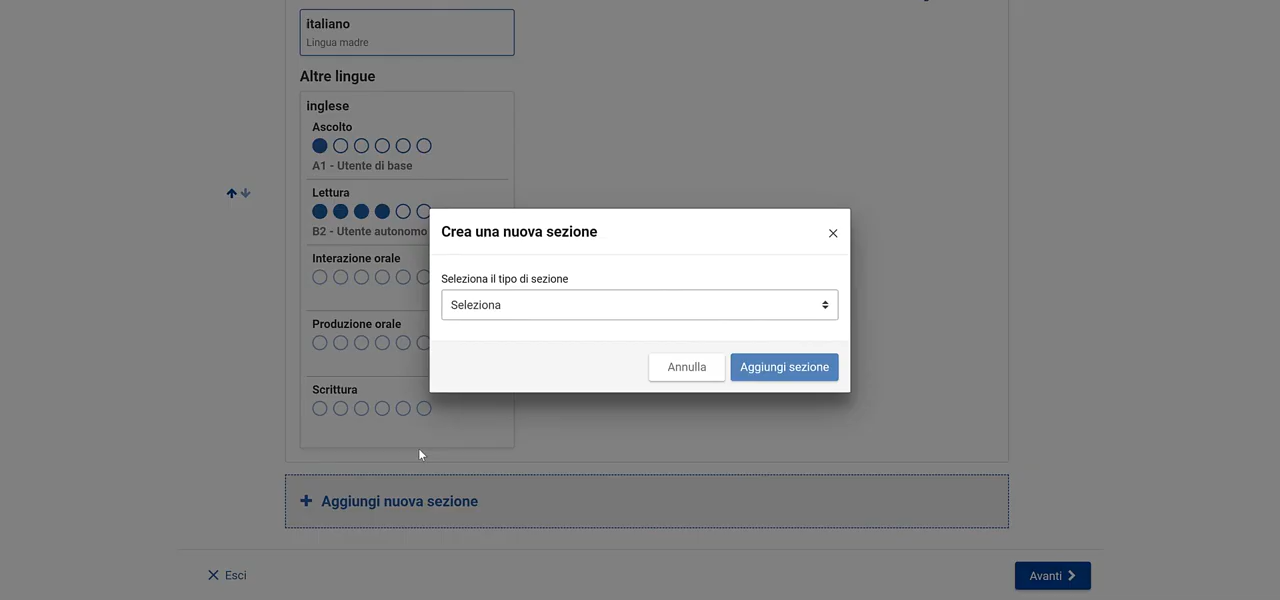 italiano
Lingua madre
Altre lingue
inglese
Ascolto
A1 - Utente di base
Lettura
B2 - Utente autonomo
Interazione orale
Produzione orale
Scrittura
Crea una nuova sezione
Seleziona il tipo di sezione
Seleziona
Annulla
Aggiungi sezione
Aggiungi nuova sezione
Esci
Avanti